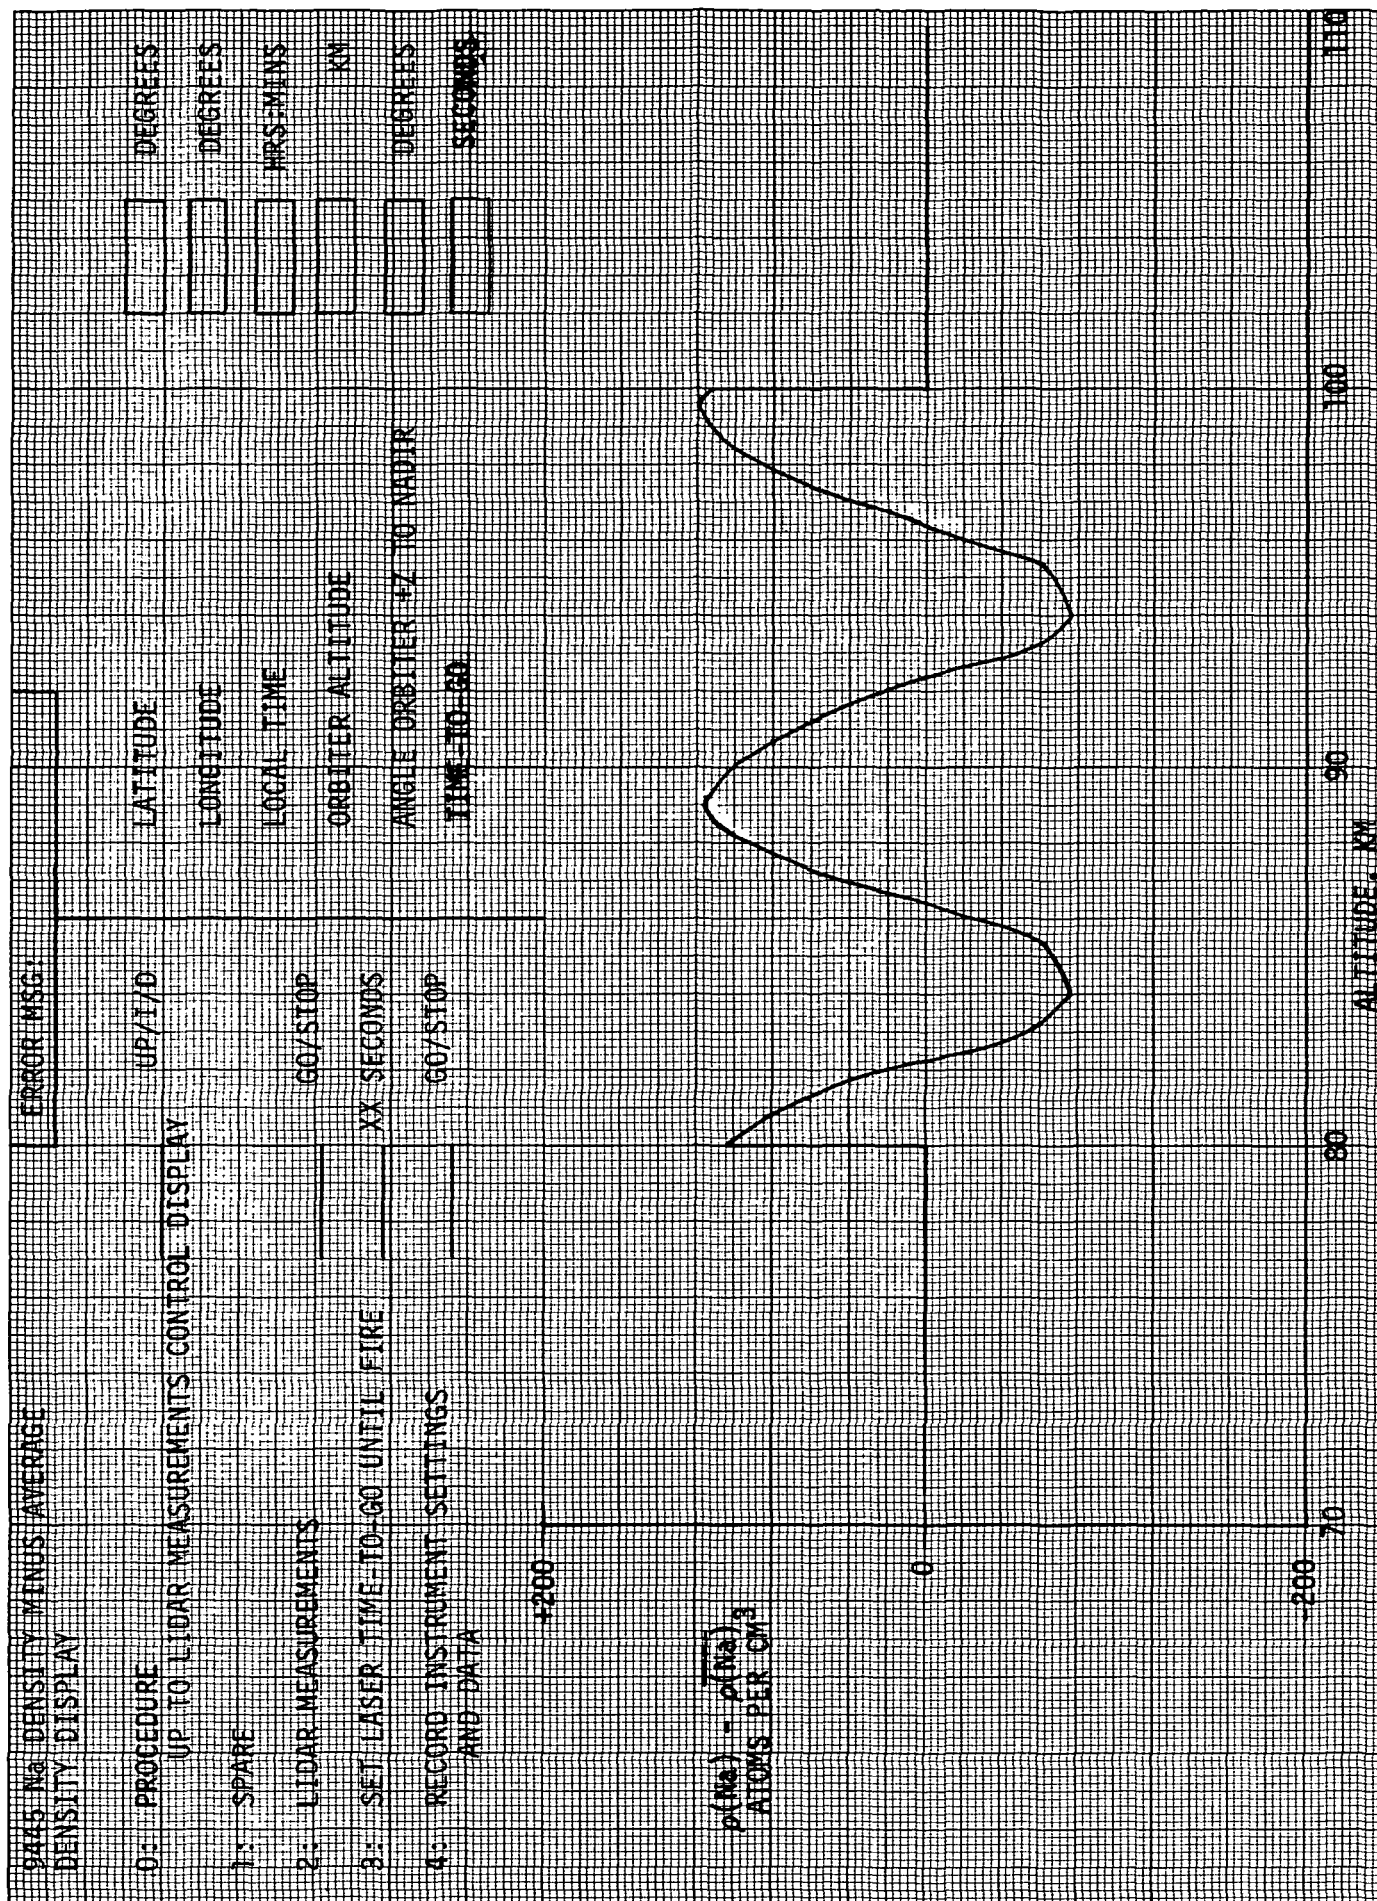 9446 Na DENSITY MINUS AVERAGE
DENSITY DISPLAY
ERROR MSG:
0: PROCEDURE
UP/I/D
UP TO LIDAR MEASUREMENTS CONTROL DISPLAY
1: SPARE
2: LIDAR MEASUREMENTS
GO/STOP
3: SET LASER TIME-TO-GO UNTIL FIRE
XX SECONDS
4: RECORD INSTRUMENT SETTINGS
AND DATA
GO/STOP
LATITUDE
DEGREES
LONGITUDE
DEGREES
LOCAL TIME
HRS:MINS
ORBITER ALTITUDE
KM
ANGLE ORBITER +Z TO NADIR
DEGREES
TIME-TO-GO
SECONDS
+200
ρ(Na) - ρ(Na)
ATOMS PER CM³
0
-200
70
80
90
100
110
ALTITUDE, KM